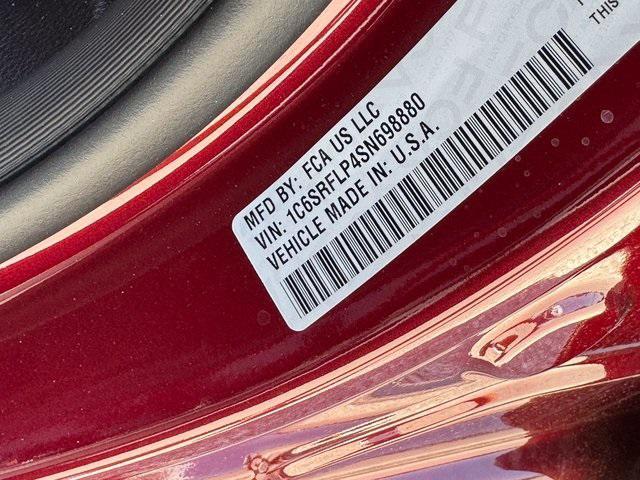 MFD BY: FCA US LLC
VIN: 1C6SRFLP4SN698880
VEHICLE MADE IN: U.S.A.
THIS